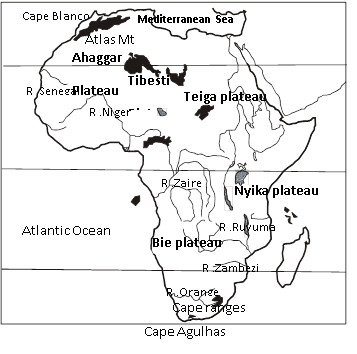 Cape Blanco
Mediterranean Sea
Atlas Mt
Ahaggar
Tibesti
R .Senegal
Plateau
Teiga plateau
R .Niger
R .Zaire
Nyika plateau
R .Ruvuma
Atlantic Ocean
Bie plateau
R .Zambezi
R. Orange
Cape ranges
Cape Agulhas